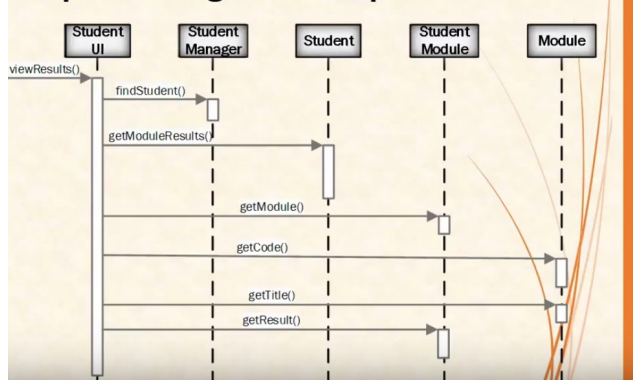 Student
UI
Student
Manager
Student
Student
Module
Module
viewResults()
findStudent()
getModuleResults()
getModule()
getCode()
getTitle()
getResult()